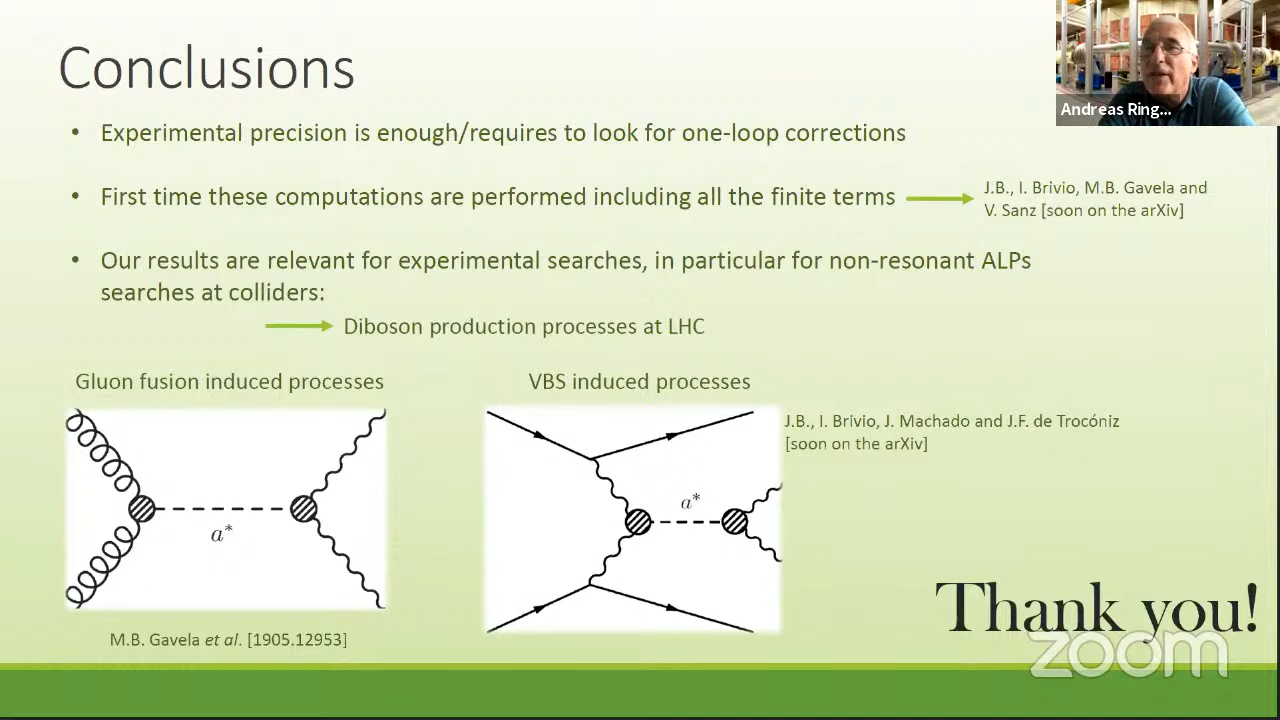 Conclusions
Andreas Ring...
• Experimental precision is enough/requires to look for one-loop corrections
• First time these computations are performed including all the finite terms
J.B., I. Brivio, M.B. Gavela and
V. Sanz [soon on the arXiv]
• Our results are relevant for experimental searches, in particular for non-resonant ALPs
searches at colliders:
Diboson production processes at LHC
Gluon fusion induced processes
VBS induced processes
a*
a*
J.B., I. Brivio, J. Machado and J.F. de Trocóniz
[soon on the arXiv]
M.B. Gavela et al. [1905.12953]
Thank you!
zoom